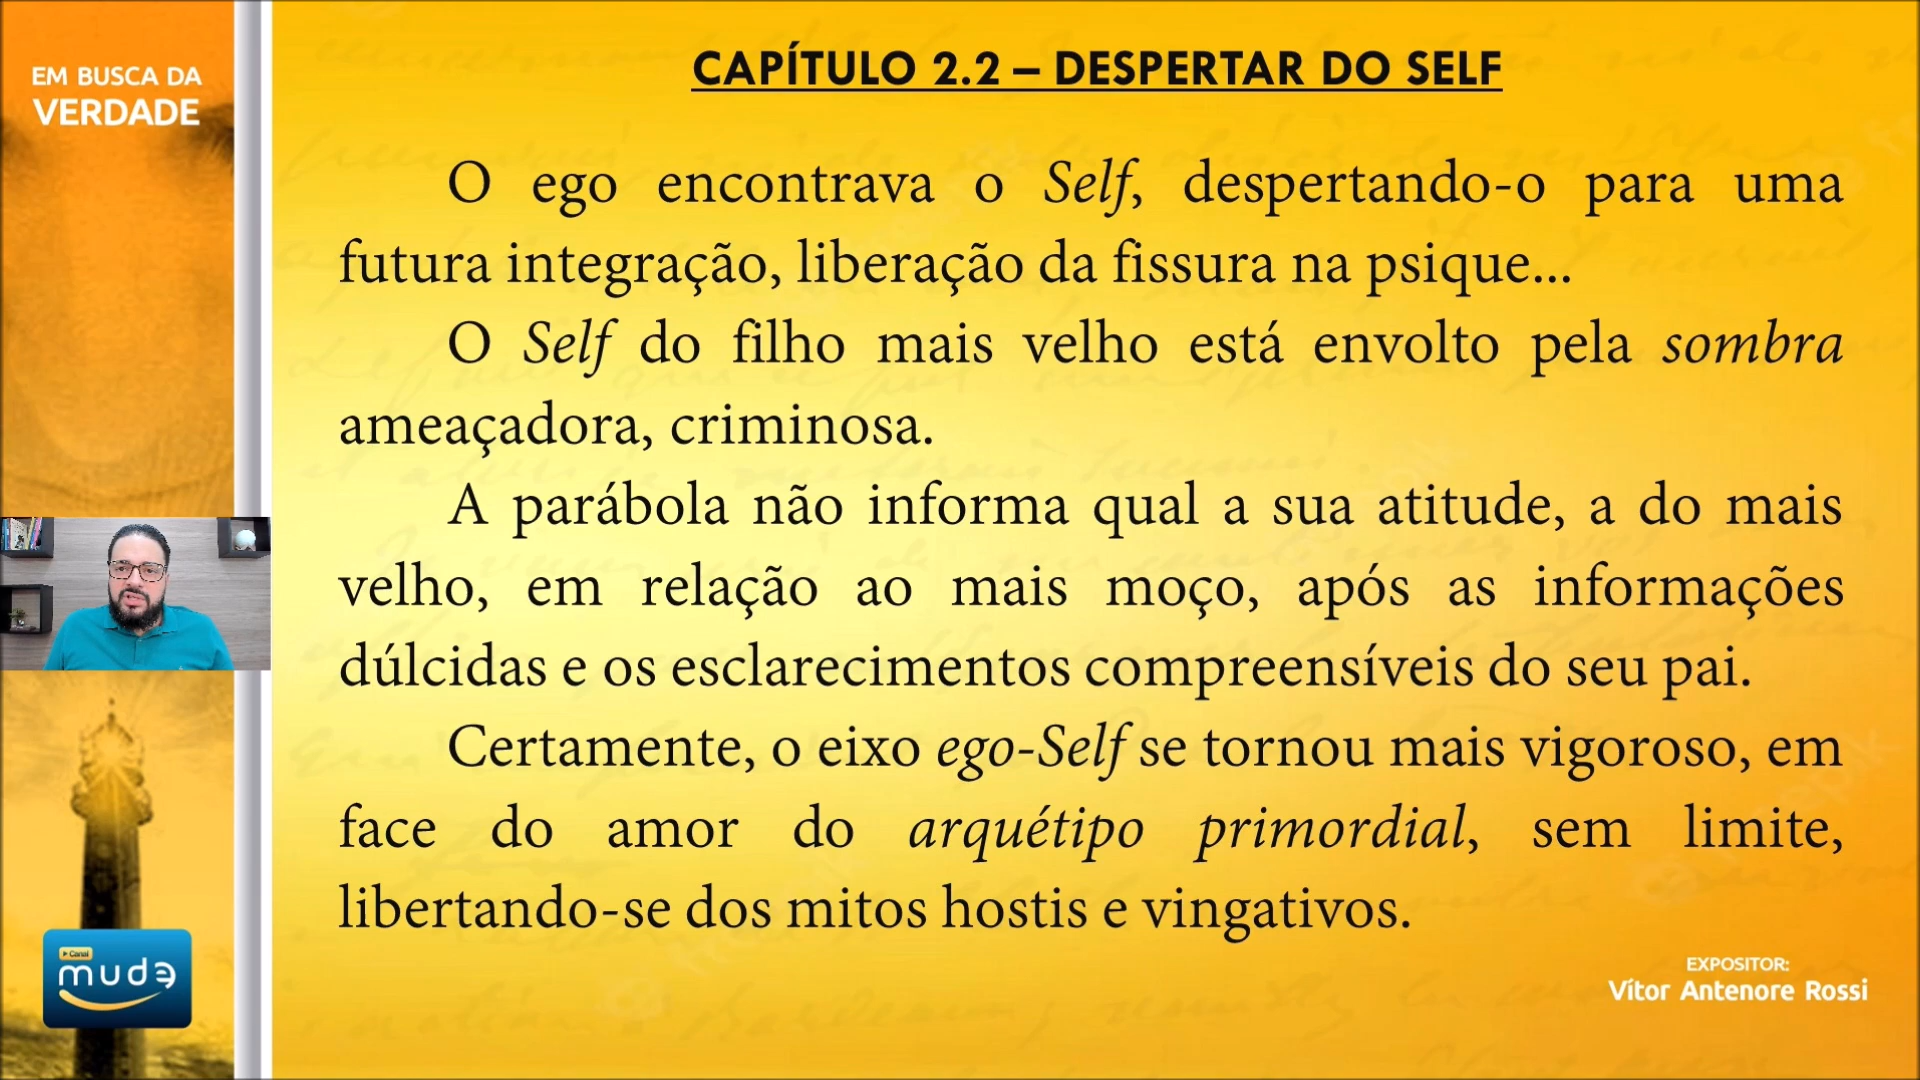 EM BUSCA DA
VERDADE
CAPÍTULO 2.2 – DESPERTAR DO SELF
O ego encontrava o Self, despertando-o para uma
futura integração, liberação da fissura na psique...
O Self do filho mais velho está envolto pela sombra
ameaçadora, criminosa.
A parábola não informa qual a sua atitude, a do mais
velho, em relação ao mais moço, após as informações
dúlcidas e os esclarecimentos compreensíveis do seu pai.
Certamente, o eixo ego-Self se tornou mais vigoroso, em
face do amor do arquétipo primordial, sem limite,
libertando-se dos mitos hostis e vingativos.
Canal
mude
EXPOSITOR:
Vítor Antenore Rossi